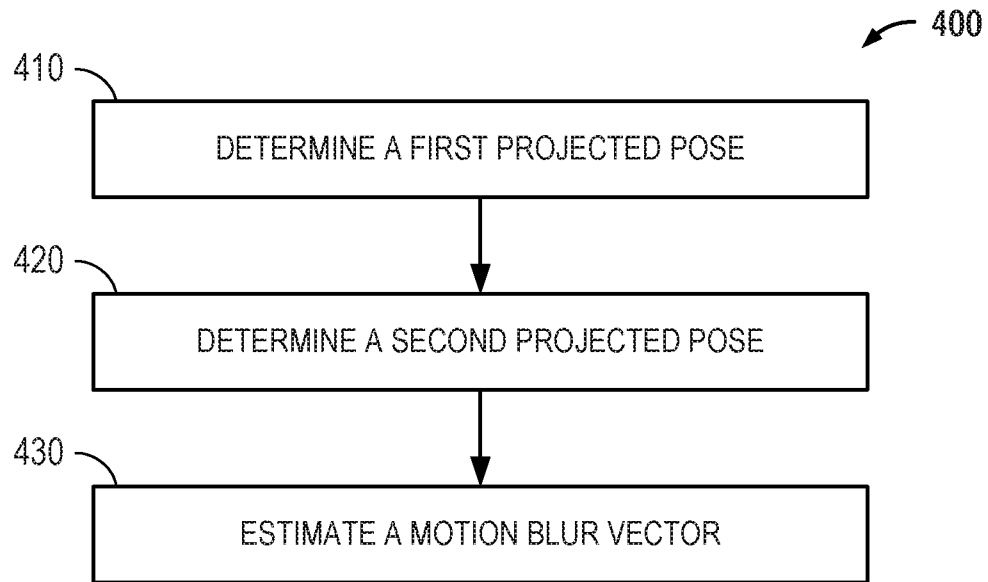 400
410
DETERMINE A FIRST PROJECTED POSE
420
DETERMINE A SECOND PROJECTED POSE
430
ESTIMATE A MOTION BLUR VECTOR